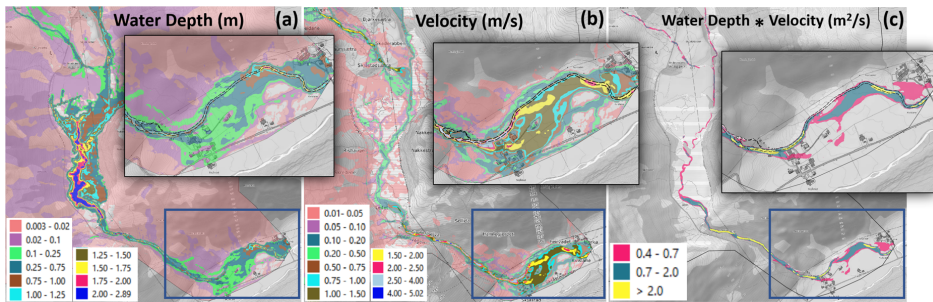 Water Depth (m)
(a)
0.003 - 0.02
0.02 - 0.1
0.1 - 0.25
0.25 - 0.75
0.75 - 1.00
1.00 - 1.25
1.25 - 1.50
1.50 - 1.75
1.75 - 2.00
2.00 - 2.89
Velocity (m/s)
(b)
0.01- 0.05
0.05 - 0.10
0.10 - 0.20
0.20 - 0.50
0.50 - 0.75
0.75 - 1.00
1.00 - 1.50
1.50 - 2.00
2.00 - 2.50
2.50 - 4.00
4.00 - 5.02
Water Depth * Velocity (m²/s)
(c)
0.4 - 0.7
0.7 - 2.0
> 2.0